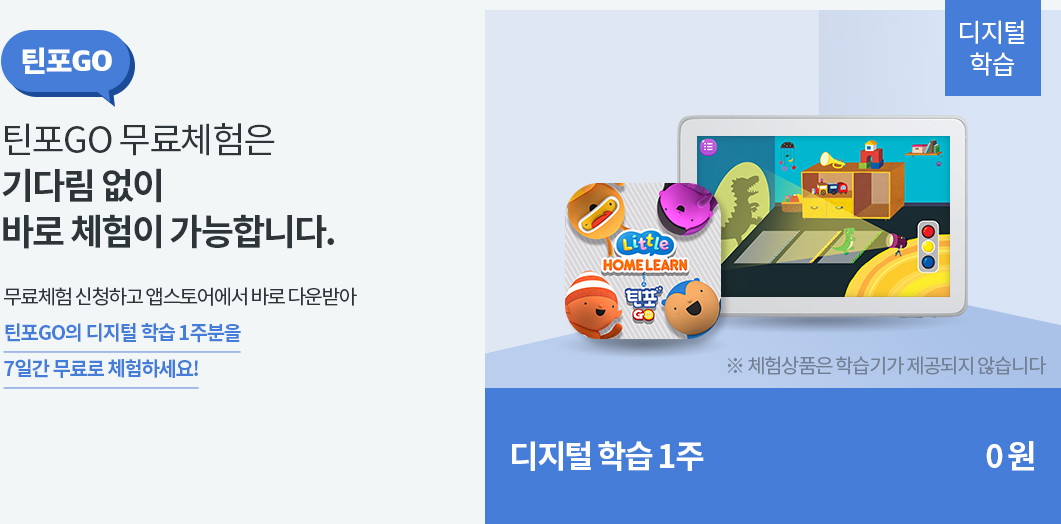 틴포GO
틴포GO 무료체험은
기다림 없이
바로 체험이 가능합니다.
무료체험 신청하고 앱스토어에서 바로 다운받아
틴포GO의 디지털 학습 1주분을
7일간 무료로 체험하세요!
디지털
학습
Little
HOME LEARN
틴포
GO
※ 체험상품은 학습기가 제공되지 않습니다
디지털 학습 1주
0 원